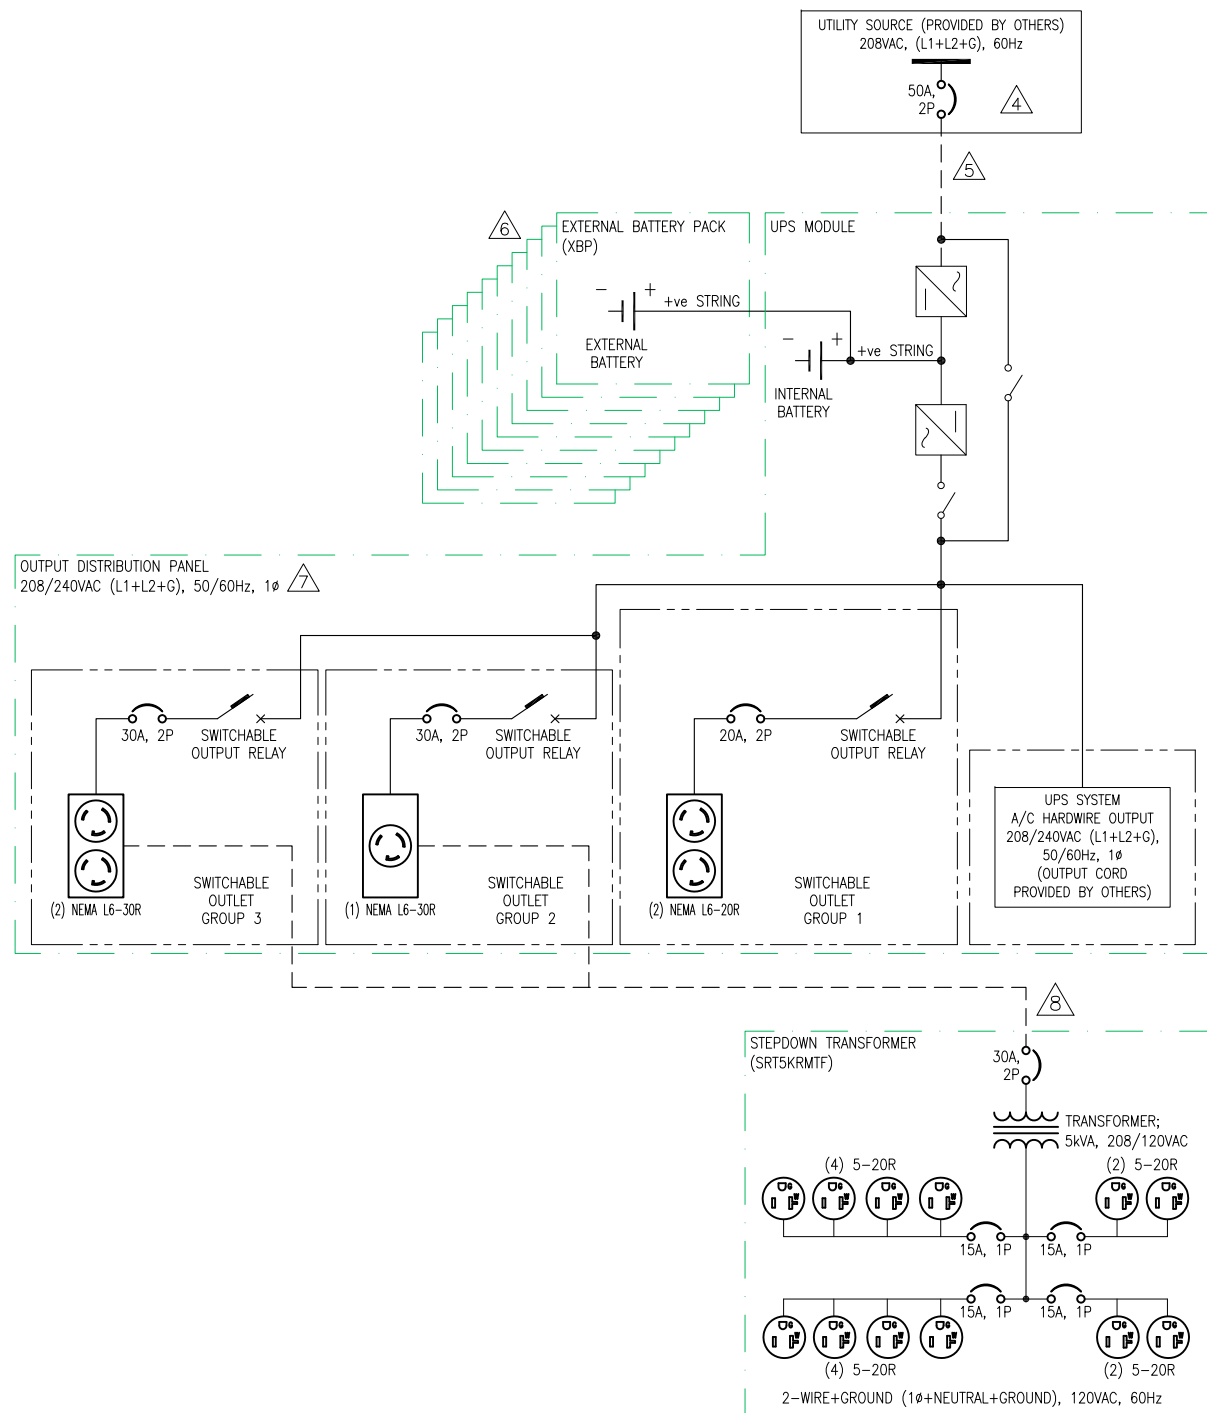 UTILITY SOURCE (PROVIDED BY OTHERS)
208VAC, (L1+L2+G), 60Hz
50A,
2P
4
5
6
EXTERNAL BATTERY PACK
(XBP)
UPS MODULE
- +
+ve STRING
EXTERNAL
BATTERY
- +
+ve STRING
INTERNAL
BATTERY
OUTPUT DISTRIBUTION PANEL
208/240VAC (L1+L2+G), 50/60Hz, 1ø
7
30A, 2P
SWITCHABLE
OUTPUT RELAY
(2) NEMA L6-30R
SWITCHABLE
OUTLET
GROUP 3
30A, 2P
SWITCHABLE
OUTPUT RELAY
(1) NEMA L6-30R
SWITCHABLE
OUTLET
GROUP 2
20A, 2P
SWITCHABLE
OUTPUT RELAY
(2) NEMA L6-20R
SWITCHABLE
OUTLET
GROUP 1
UPS SYSTEM
A/C HARDWIRE OUTPUT
208/240VAC (L1+L2+G),
50/60Hz, 1ø
(OUTPUT CORD
PROVIDED BY OTHERS)
8
STEPDOWN TRANSFORMER
(SRT5KRMTF)
30A,
2P
TRANSFORMER;
5kVA, 208/120VAC
(4) 5-20R
(2) 5-20R
G W G W G W G W G W G W
15A, 1P
15A, 1P
15A, 1P
15A, 1P
G W G W G W G W G W G W
(4) 5-20R
(2) 5-20R
2-WIRE+GROUND (1ø+NEUTRAL+GROUND), 120VAC, 60Hz